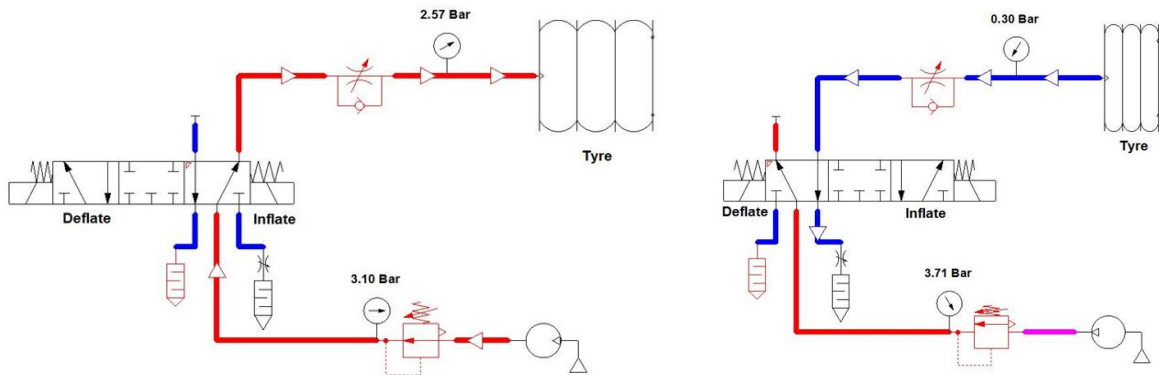 2.57 Bar
Tyre
Deflate
Inflate
3.10 Bar
0.30 Bar
Tyre
Deflate
Inflate
3.71 Bar